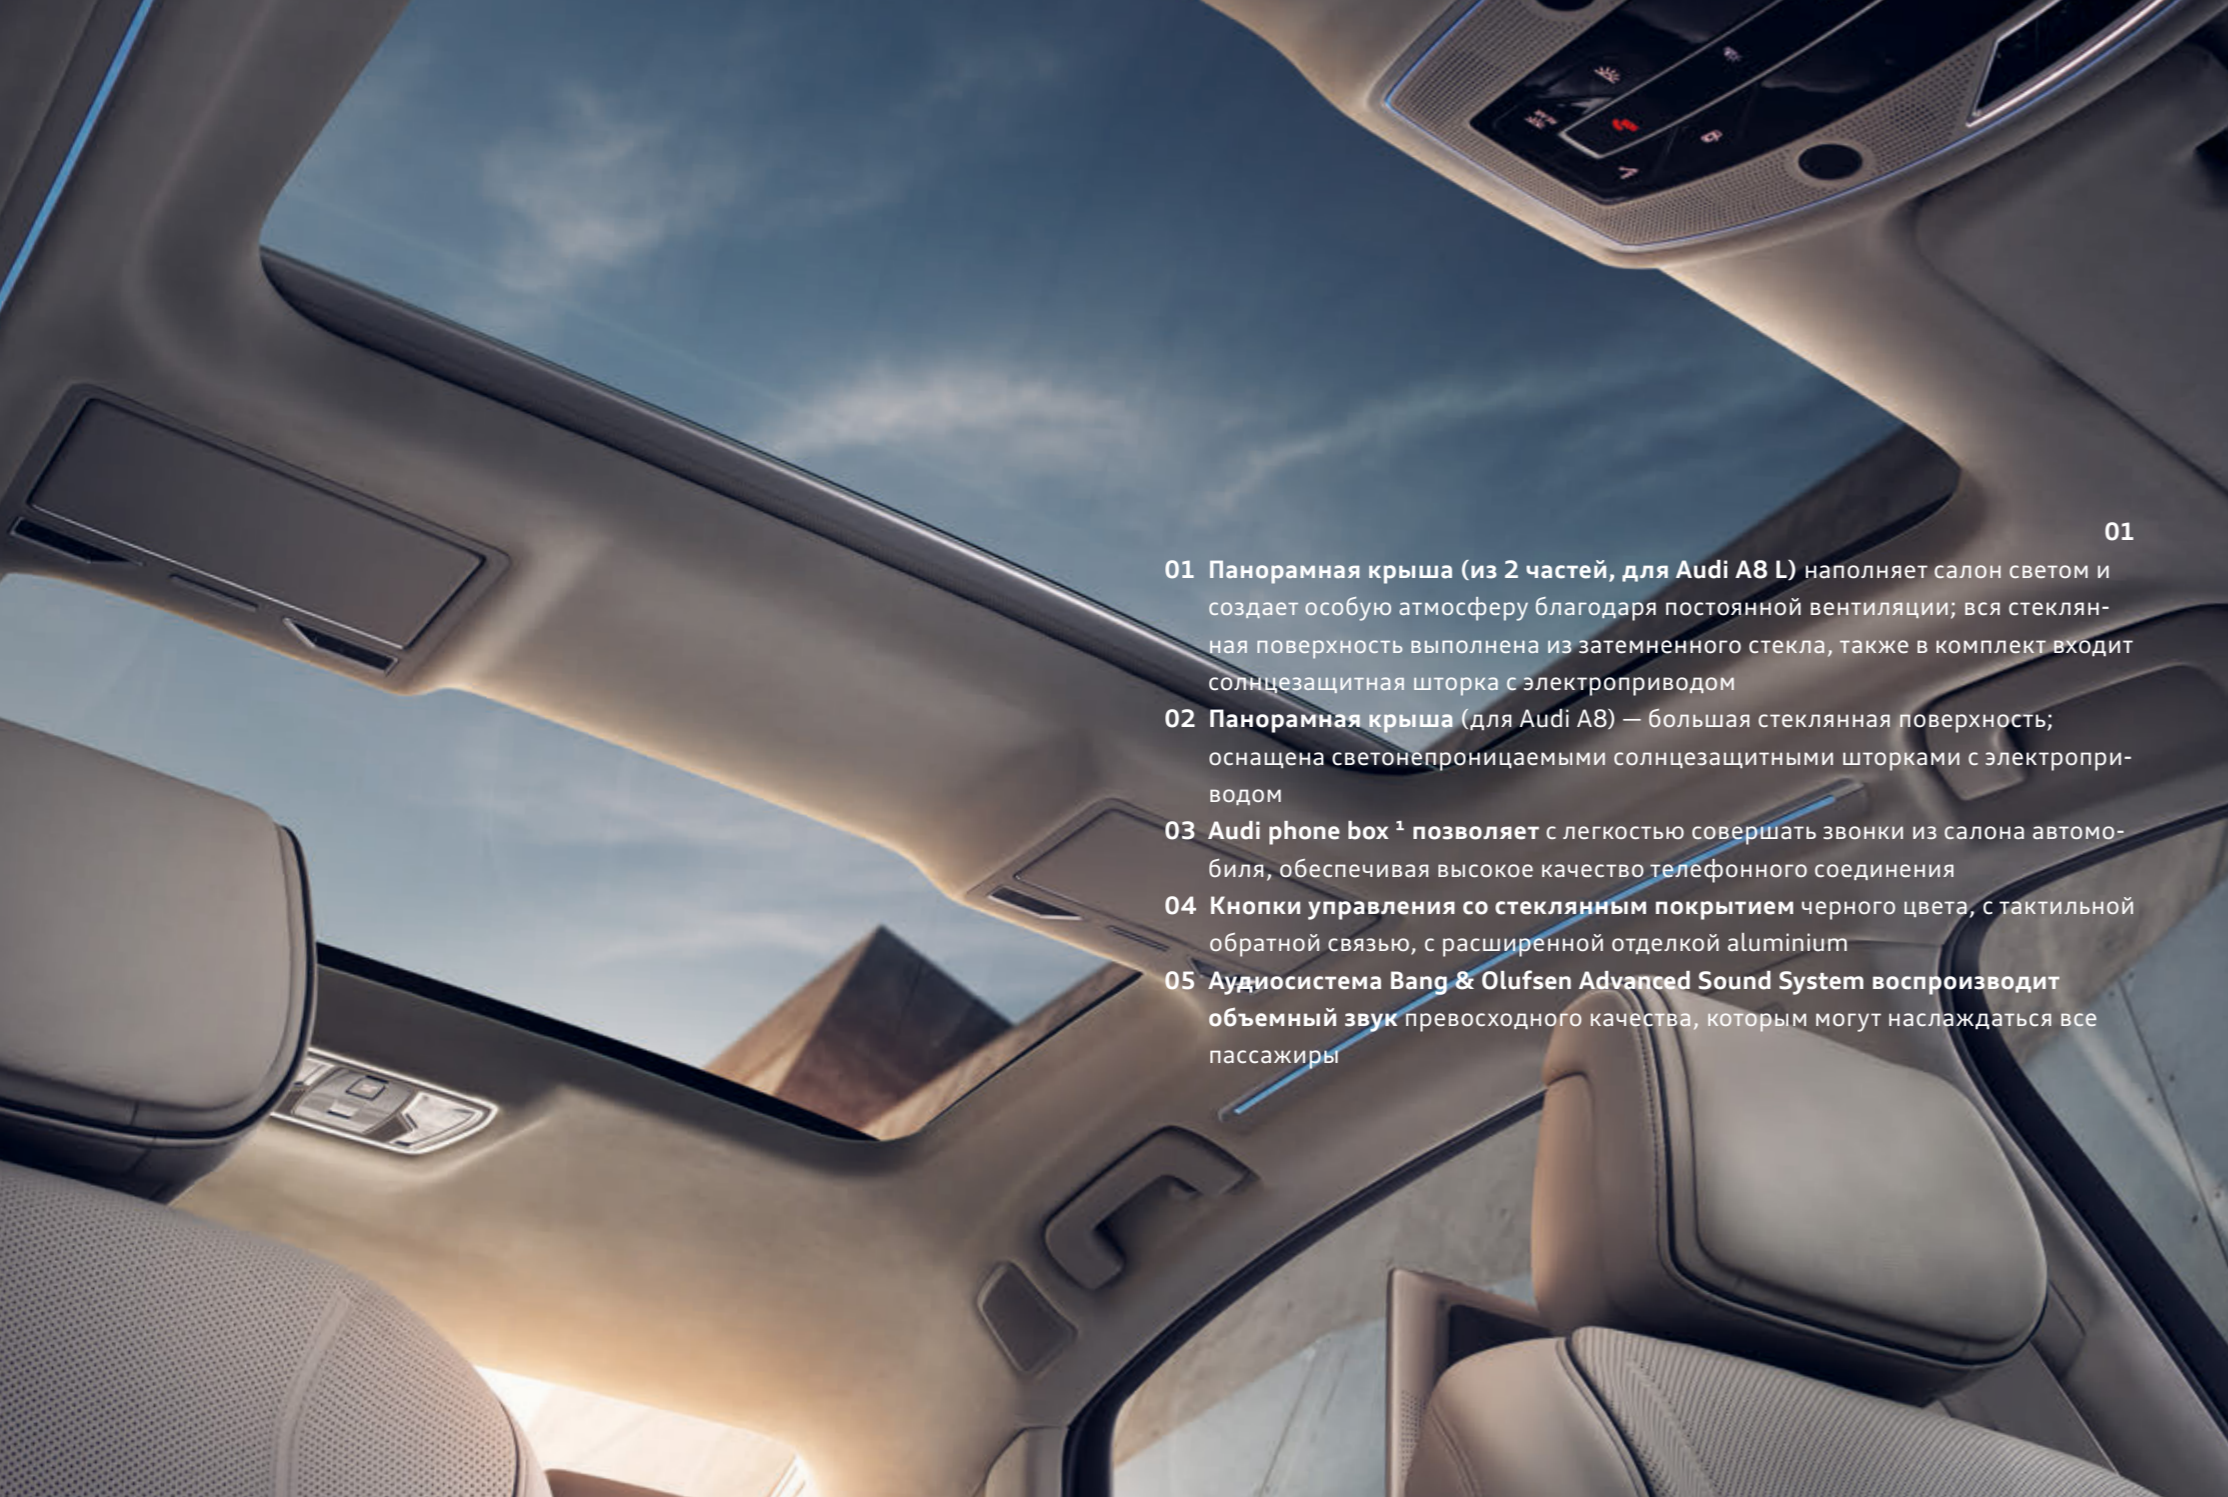 01
01 Панорамная крыша (из 2 частей, для Audi A8 L) наполняет салон светом и
создает особую атмосферу благодаря постоянной вентиляции; вся стеклян-
ная поверхность выполнена из затемненного стекла, также в комплект входит
солнцезащитная шторка с электроприводом
02 Панорамная крыша (для Audi A8) — большая стеклянная поверхность;
оснащена светонепроницаемыми солнцезащитными шторками с электропри-
водом
03 Audi phone box ¹ позволяет с легкостью совершать звонки из салона автомо-
биля, обеспечивая высокое качество телефонного соединения
04 Кнопки управления со стеклянным покрытием черного цвета, с тактильной
обратной связью, с расширенной отделкой aluminium
05 Аудиосистема Bang & Olufsen Advanced Sound System воспроизводит
объемный звук превосходного качества, которым могут наслаждаться все
пассажиры